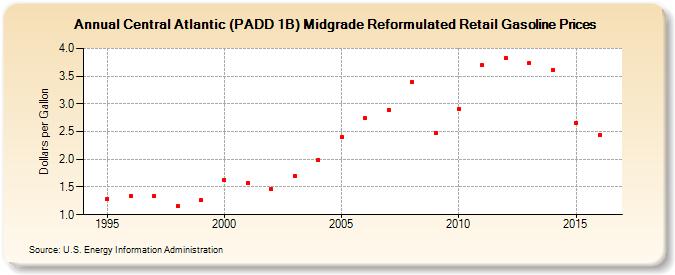 Annual Central Atlantic (PADD 1B) Midgrade Reformulated Retail Gasoline Prices
Dollars per Gallon
4.0
3.5
3.0
2.5
2.0
1.5
1.0
1995 2000 2005 2010 2015
Source: U.S. Energy Information Administration